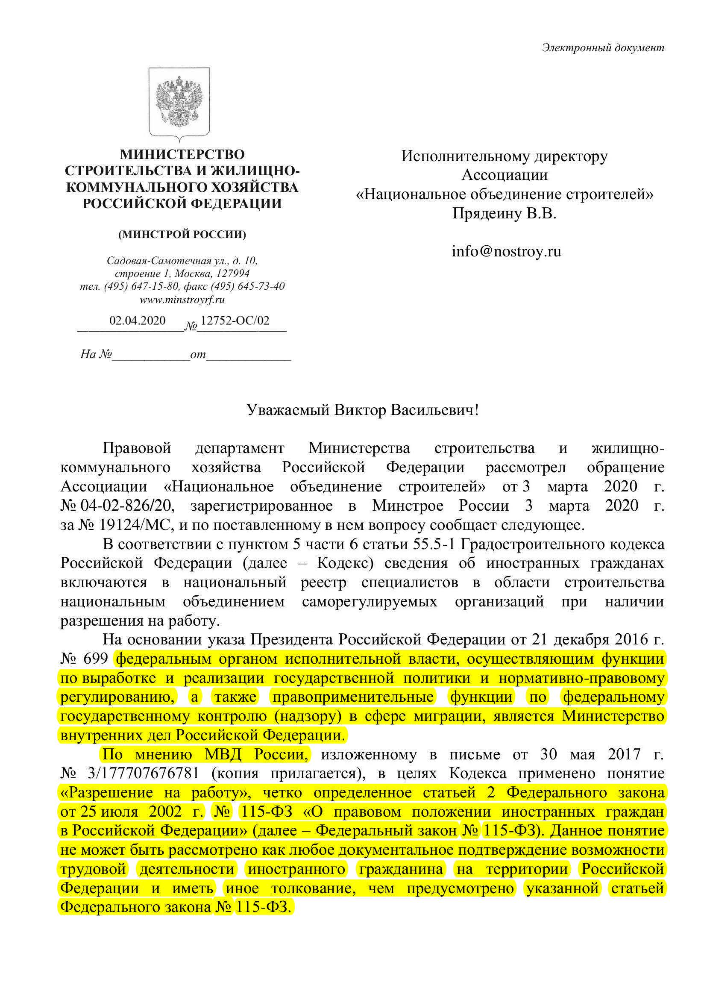 Электронный документ
МИНИСТЕРСТВО
СТРОИТЕЛЬСТВА И ЖИЛИЩНО-
КОММУНАЛЬНОГО ХОЗЯЙСТВА
РОССИЙСКОЙ ФЕДЕРАЦИИ
(МИНСТРОЙ РОССИИ)
Садовая-Самотечная ул., д. 10,
строение 1, Москва, 127994
тел. (495) 647-15-80, факс (495) 645-73-40
www.minstroyrf.ru
02.04.2020 № 12752-ОС/02
На №____________от_____________
Исполнительному директору
Ассоциации
«Национальное объединение строителей»
Прядеину В.В.
info@nostroy.ru
Уважаемый Виктор Васильевич!
Правовой департамент Министерства строительства и жилищно-
коммунального хозяйства Российской Федерации рассмотрел обращение
Ассоциации «Национальное объединение строителей» от 3 марта 2020 г.
№ 04-02-826/20, зарегистрированное в Минстрое России 3 марта 2020 г.
за № 19124/МС, и по поставленному в нем вопросу сообщает следующее.
В соответствии с пунктом 5 части 6 статьи 55.5-1 Градостроительного кодекса
Российской Федерации (далее – Кодекс) сведения об иностранных гражданах
включаются в национальный реестр специалистов в области строительства
национальным объединением саморегулируемых организаций при наличии
разрешения на работу.
На основании указа Президента Российской Федерации от 21 декабря 2016 г.
№ 699 федеральным органом исполнительной власти, осуществляющим функции
по выработке и реализации государственной политики и нормативно-правовому
регулированию, а также правоприменительные функции по федеральному
государственному контролю (надзору) в сфере миграции, является Министерство
внутренних дел Российской Федерации.
По мнению МВД России, изложенному в письме от 30 мая 2017 г.
№ 3/177707676781 (копия прилагается), в целях Кодекса применено понятие
«Разрешение на работу», четко определенное статьей 2 Федерального закона
от 25 июля 2002 г. № 115-ФЗ «О правовом положении иностранных граждан
в Российской Федерации» (далее – Федеральный закон № 115-ФЗ). Данное понятие
не может быть рассмотрено как любое документальное подтверждение возможности
трудовой деятельности иностранного гражданина на территории Российской
Федерации и иметь иное толкование, чем предусмотрено указанной статьей
Федерального закона № 115-ФЗ.